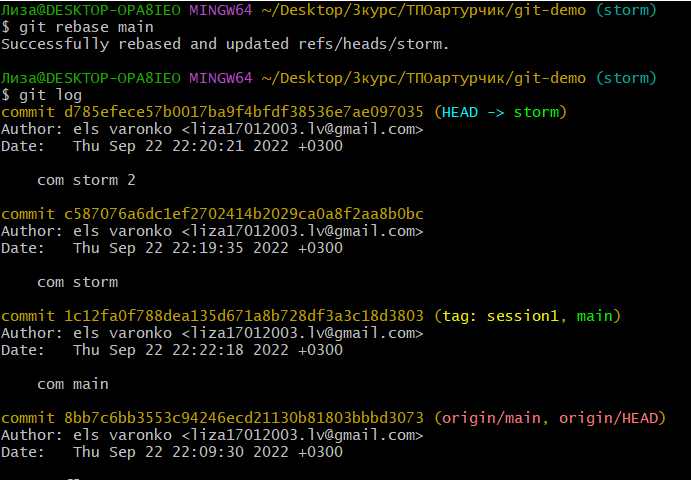 Лиза@DESKTOP-OPA8IEO MINGW64 ~/Desktop/3курс/ТПОартурчик/git-demo (storm)
$ git rebase main
Successfully rebased and updated refs/heads/storm.
Лиза@DESKTOP-OPA8IEO MINGW64 ~/Desktop/3курс/ТПОартурчик/git-demo (storm)
$ git log
commit d785efece57b0017ba9f4bfdf38536e7ae097035 (HEAD -> storm)
Author: els varonko <liza17012003.lv@gmail.com>
Date:   Thu Sep 22 22:20:21 2022 +0300
com storm 2
commit c587076a6dc1ef2702414b2029ca0a8f2aa8b0bc
Author: els varonko <liza17012003.lv@gmail.com>
Date:   Thu Sep 22 22:19:35 2022 +0300
com storm
commit 1c12fa0f788dea135d671a8b728df3a3c18d3803 (tag: session1, main)
Author: els varonko <liza17012003.lv@gmail.com>
Date:   Thu Sep 22 22:22:18 2022 +0300
com main
commit 8bb7c6bb3553c94246ecd21130b81803bbbd3073 (origin/main, origin/HEAD)
Author: els varonko <liza17012003.lv@gmail.com>
Date:   Thu Sep 22 22:09:30 2022 +0300